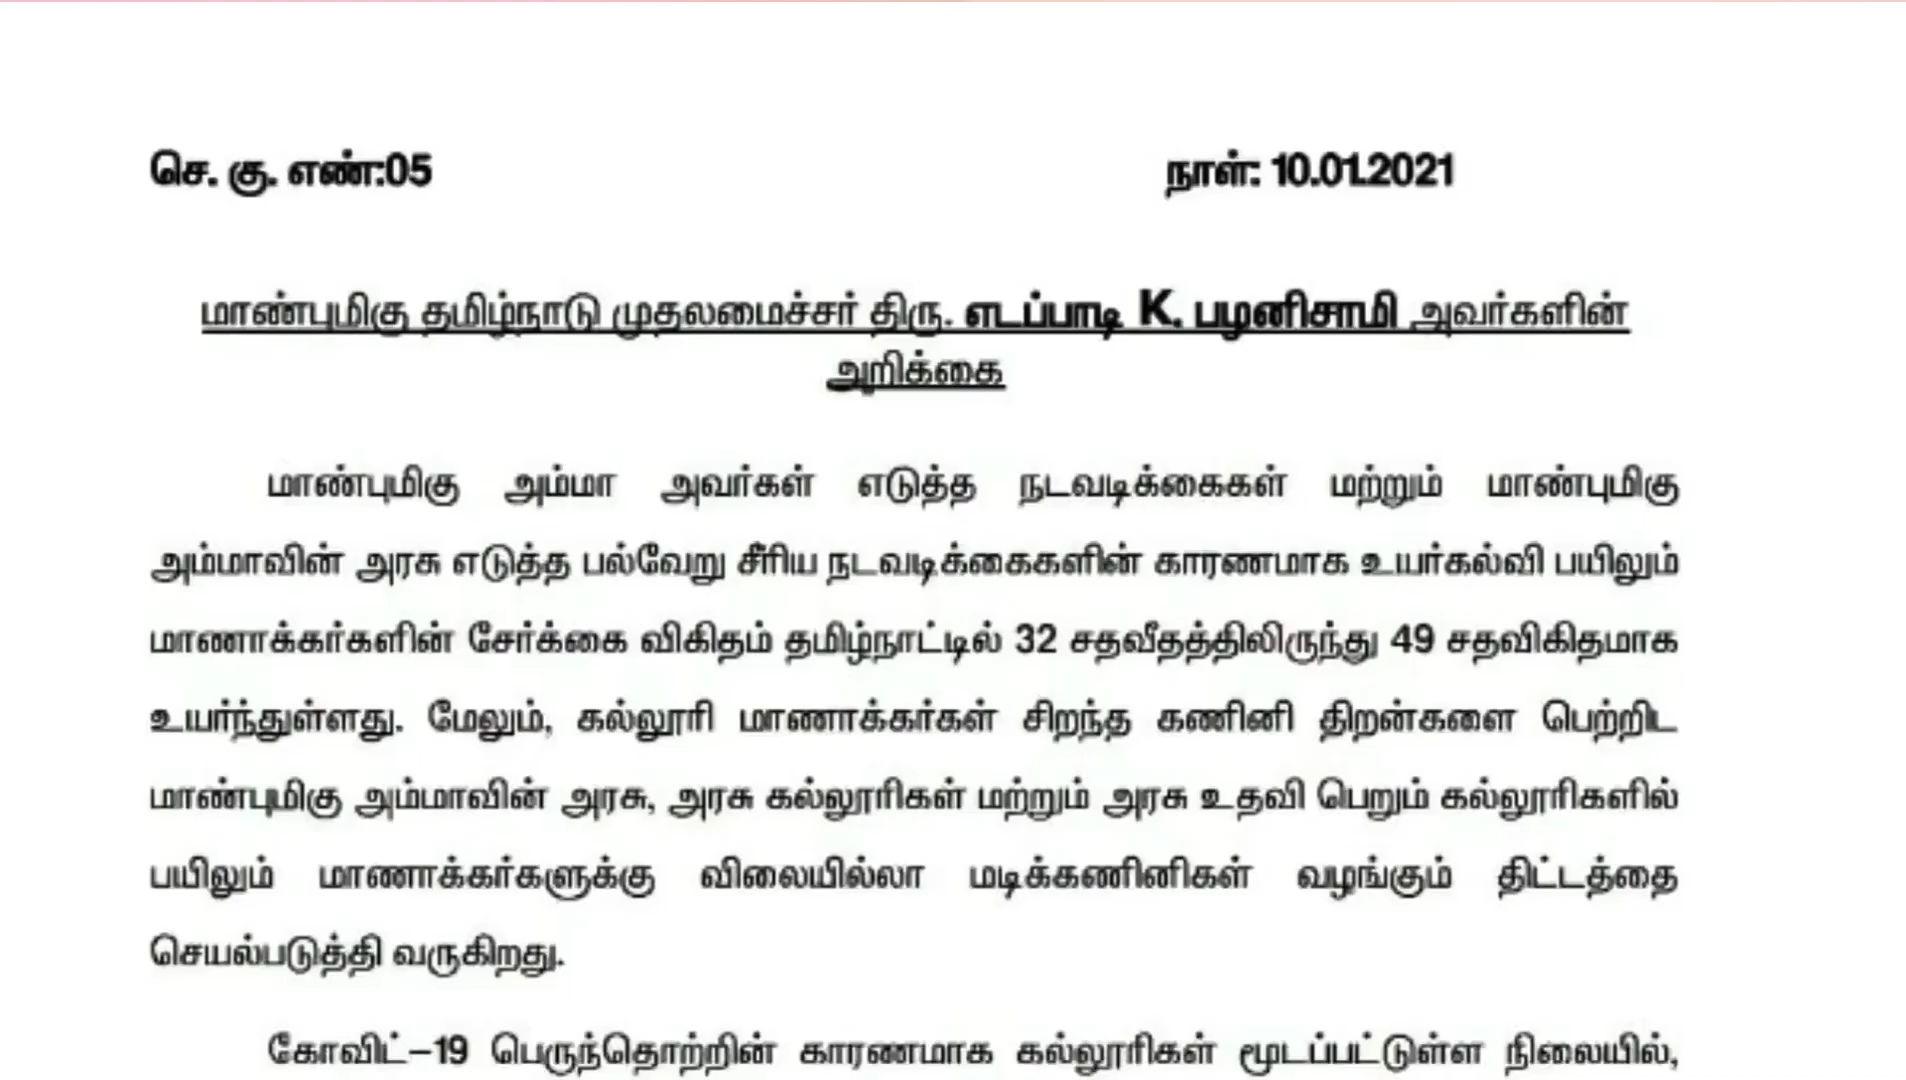 செ. கு. எண்:05 நாள்: 10.01.2021
மாண்புமிகு தமிழ்நாடு முதலமைச்சர் திரு. எடப்பாடி K. பழனிசாமி அவர்களின்
அறிக்கை
மாண்புமிகு அம்மா அவர்கள் எடுத்த நடவடிக்கைகள் மற்றும் மாண்புமிகு
அம்மாவின் அரசு எடுத்த பல்வேறு சீரிய நடவடிக்கைகளின் காரணமாக உயர்கல்வி பயிலும்
மாணாக்கர்களின் சேர்க்கை விகிதம் தமிழ்நாட்டில் 32 சதவீதத்திலிருந்து 49 சதவிகிதமாக
உயர்ந்துள்ளது. மேலும், கல்லூரி மாணாக்கர்கள் சிறந்த கணினி திறன்களை பெற்றிட
மாண்புமிகு அம்மாவின் அரசு, அரசு கல்லூரிகள் மற்றும் அரசு உதவி பெறும் கல்லூரிகளில்
பயிலும் மாணாக்கர்களுக்கு விலையில்லா மடிக்கணினிகள் வழங்கும் திட்டத்தை
செயல்படுத்தி வருகிறது.
கோவிட்–19 பெருந்தொற்றின் காரணமாக கல்லூரிகள் மூடப்பட்டுள்ள நிலையில்,